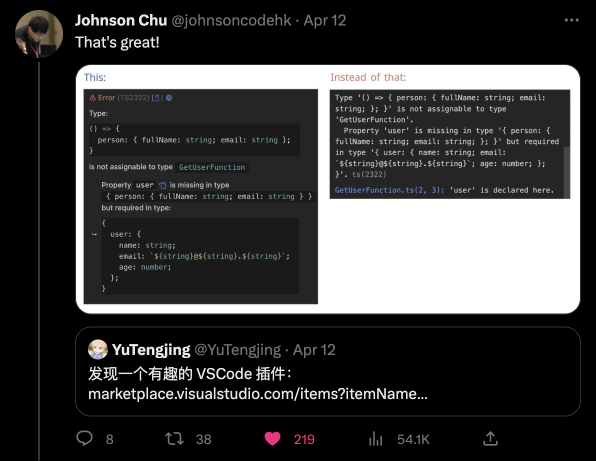 Johnson Chu @johnsoncodehk · Apr 12
That's great!
This:
Error (TS2322) |
Type:
() => {
person: { fullName: string; email: string };
}
is not assignable to type GetUserFunction
Property user is missing in type
{ person: { fullName: string; email: string } }
but required in type:
{
user: {
name: string;
email: `${string}@${string}.${string}`;
age: number;
};
}
Instead of that:
Type '() => { person: { fullName: string; email:
string; }; }' is not assignable to type
'GetUserFunction'.
Property 'user' is missing in type '{ person: {
fullName: string; email: string; }; }' but required
in type '{ user: { name: string; email:
`${string}@${string}.${string}`; age: number; };
}'. ts(2322)
GetUserFunction.ts(2, 3): 'user' is declared here.
YuTengjing @YuTengjing · Apr 12
发现一个有趣的 VSCode 插件：
marketplace.visualstudio.com/items?itemName...
8 38 219 54.1K